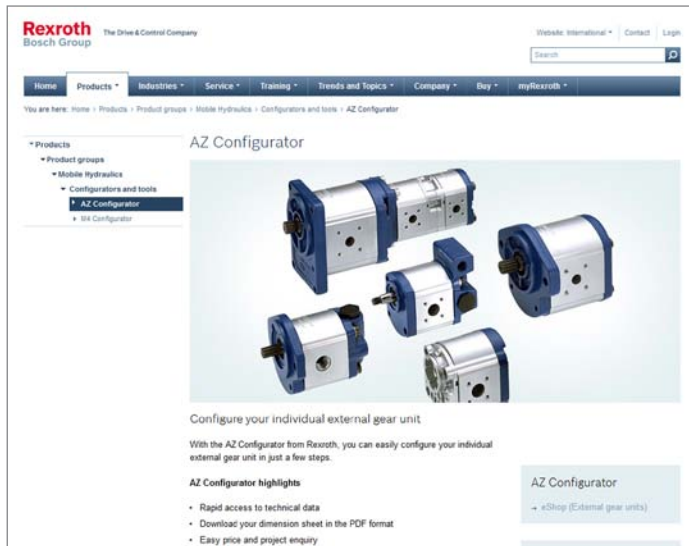 Rexroth
Bosch Group
The Drive & Control Company
Website: International
Contact
Login
Search
Home
Products
Industries
Service
Training
Trends and Topics
Company
Buy
myRexroth
You are here: Home › Products › Product groups › Mobile Hydraulics › Configurators and tools › AZ Configurator
Products
Product groups
Mobile Hydraulics
Configurators and tools
AZ Configurator
M4 Configurator
AZ Configurator
Configure your individual external gear unit
With the AZ Configurator from Rexroth, you can easily configure your individual
external gear unit in just a few steps.
AZ Configurator highlights
• Rapid access to technical data
• Download your dimension sheet in the PDF format
• Easy price and project enquiry
AZ Configurator
→ eShop (External gear units)